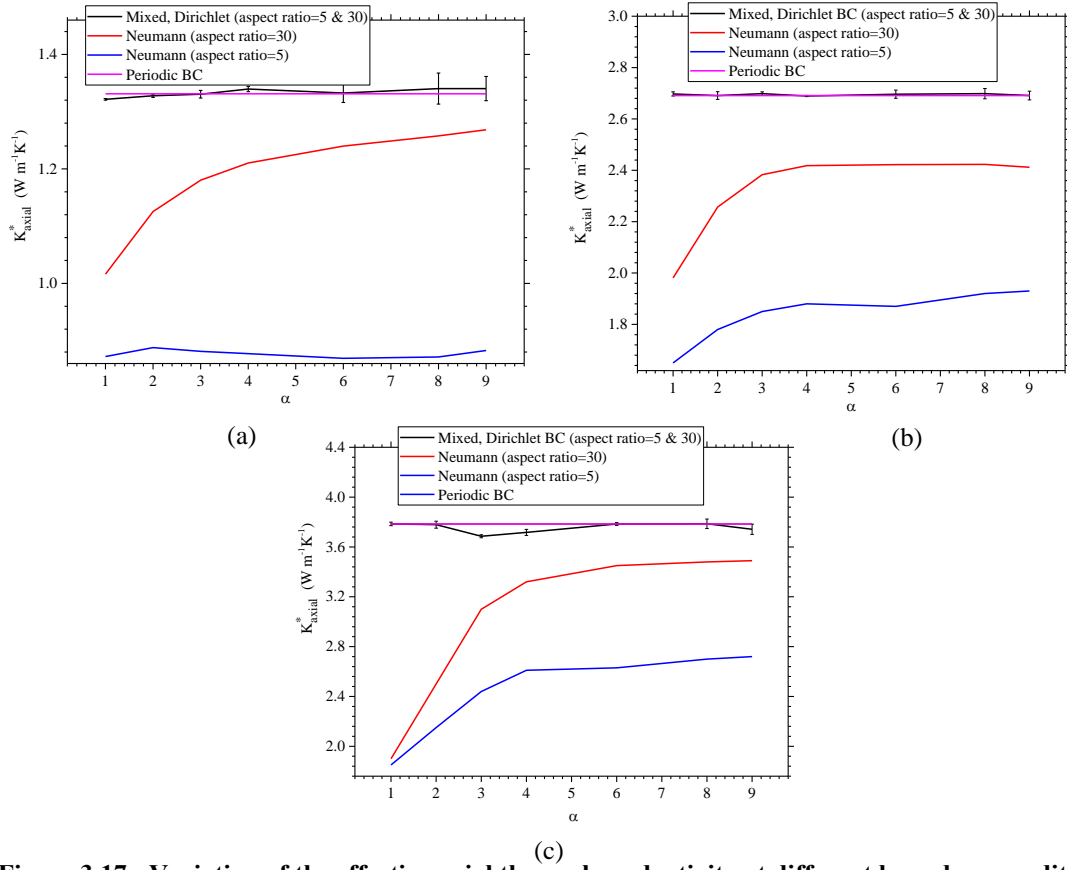 Mixed, Dirichlet (aspect ratio=5 & 30)
Neumann (aspect ratio=30)
Neumann (aspect ratio=5)
Periodic BC
1.4
1.2
1.0
K*axial (W m-1K-1)
1 2 3 4 5 6 7 8 9
α
(a)
Mixed, Dirichlet BC (aspect ratio=5 & 30)
Neumann (aspect ratio=30)
Neumann (aspect ratio=5)
Periodic BC
3.0
2.8
2.6
2.4
2.2
2.0
1.8
K*axial (W m-1K-1)
1 2 3 4 5 6 7 8 9
α
(b)
Mixed, Dirichlet BC (aspect ratio=5 & 30)
Neumann (aspect ratio=30)
Neumann (aspect ratio=5)
Periodic BC
4.4
4.0
3.6
3.2
2.8
2.4
2.0
K*axial (W m-1K-1)
1 2 3 4 5 6 7 8 9
α
(c)
Figure 3.17 Variation of the effective axial thermal conductivity at different boundary